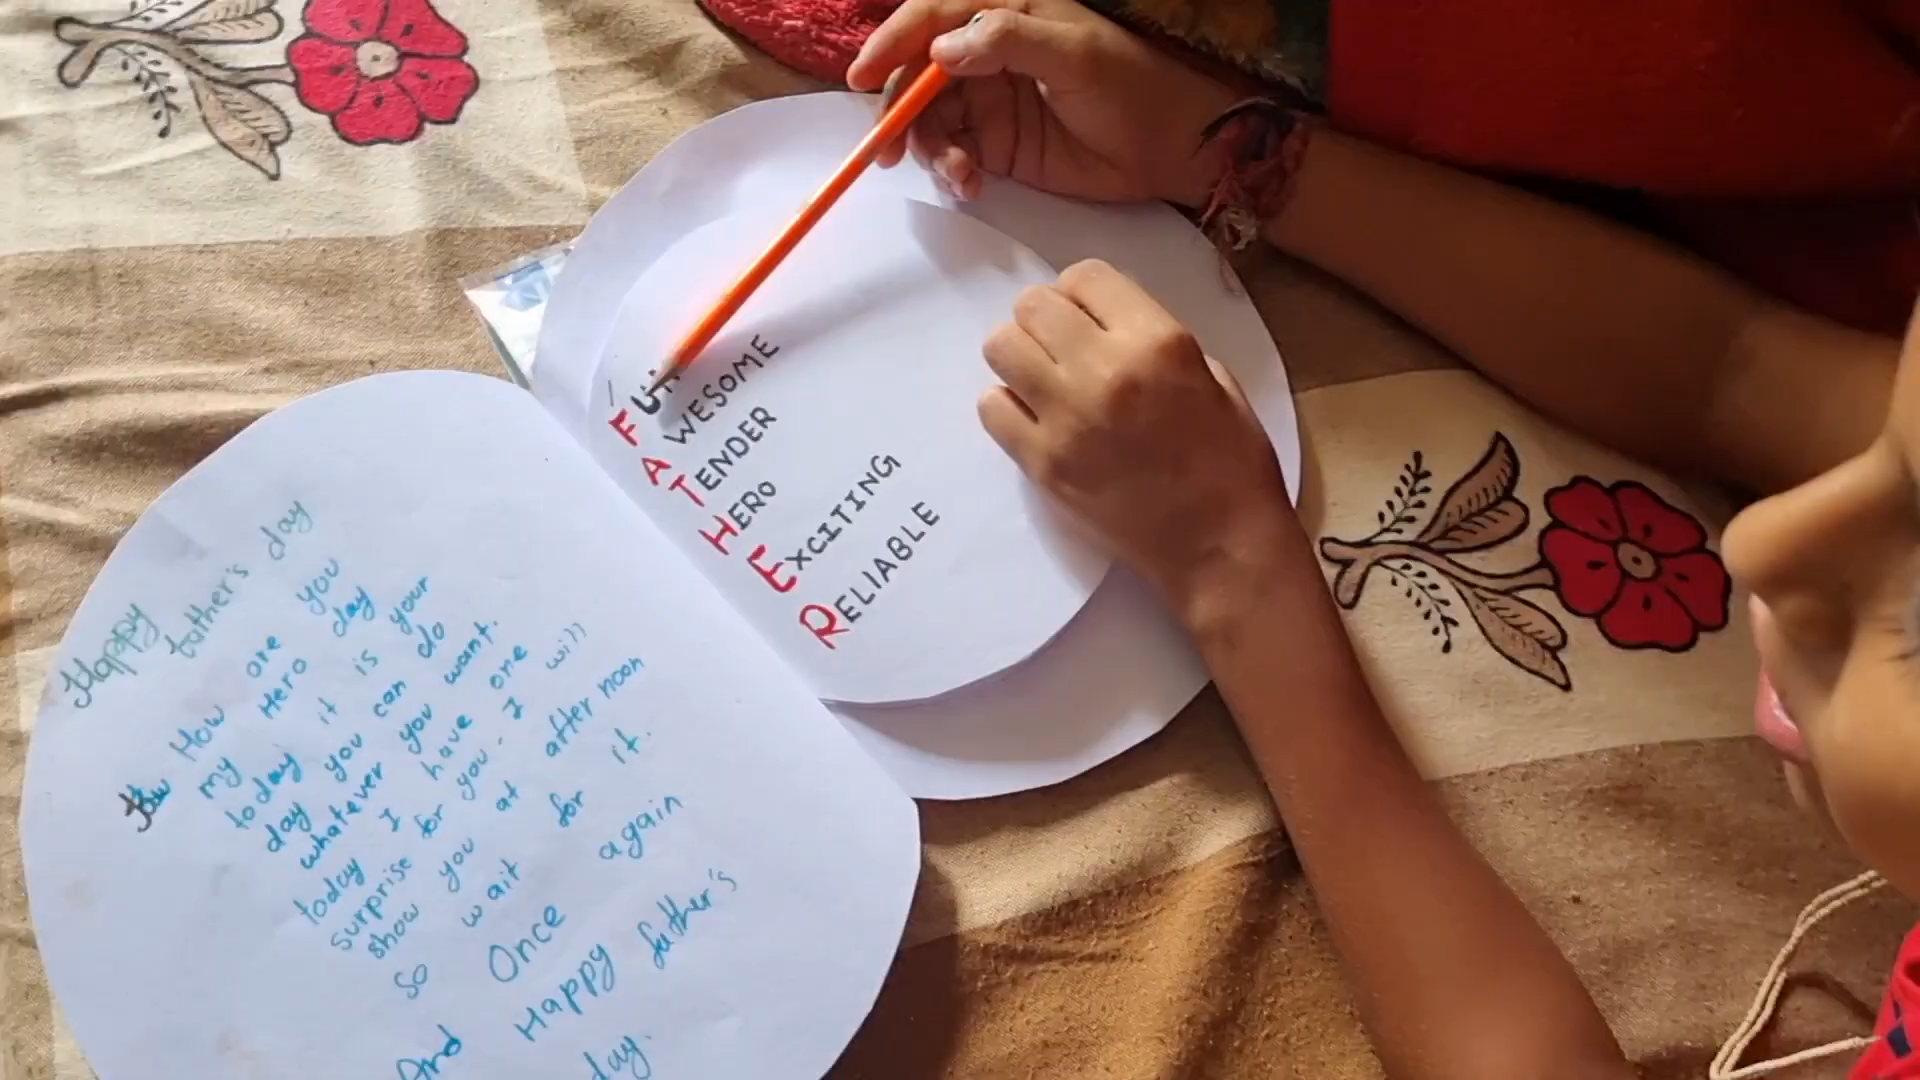 Happy father's day
How are you
my Hero day
today it is your
day you can do
whatever you want.
today I have one
surprise for you. I will
show you at after noon
so wait for it.
Once again
And Happy father's
day.
AWESOME
TENDER
HERO
EXCITING
RELIABLE